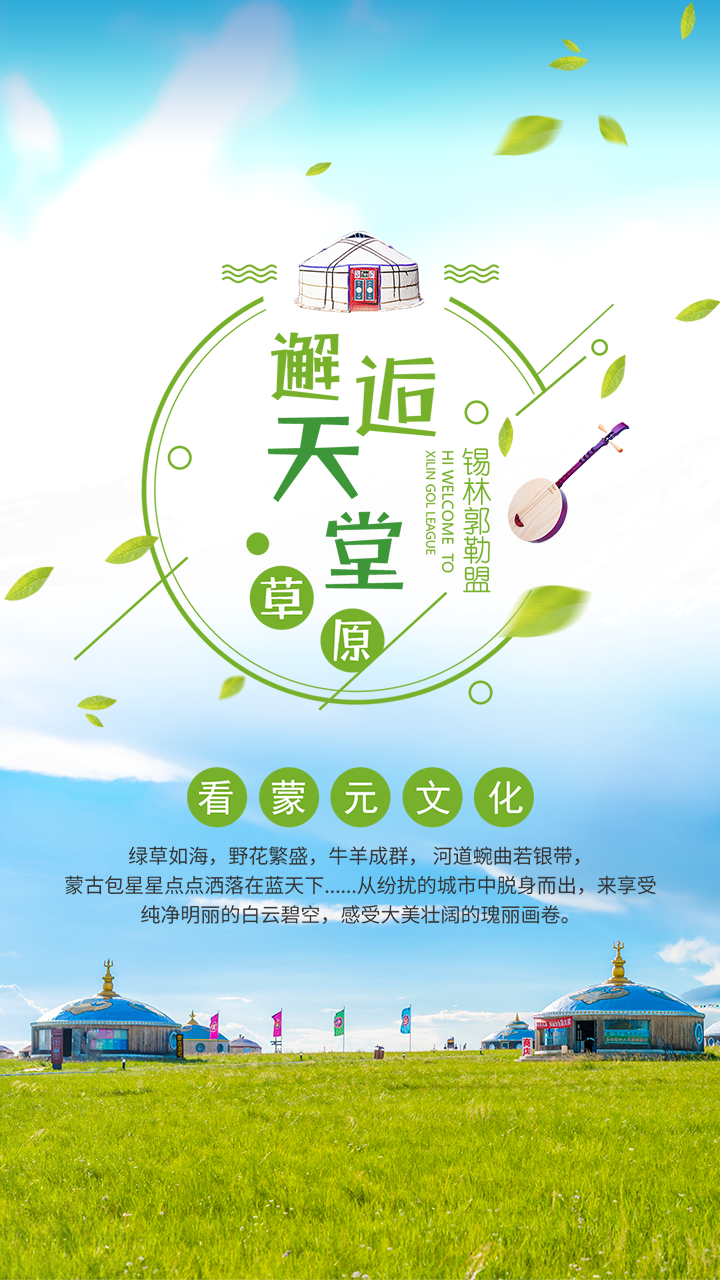 邂逅
天堂
草原
锡林郭勒盟
HI WELCOME TO
XILIN GOL LEAGUE
看蒙元文化
绿草如海，野花繁盛，牛羊成群， 河道蜿曲若银带，
蒙古包星星点点洒落在蓝天下......从纷扰的城市中脱身而出，来享受
纯净明丽的白云碧空，感受大美壮阔的瑰丽画卷。
商店